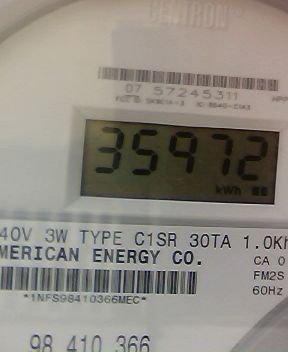 CENTRON
07 57245311
35972
kWh
40V 3W TYPE C1SR 30TA 1.0Kh
MERICAN ENERGY CO.
CA 0
FM2S
60Hz
*1NFS98410366MEC*
98 410 366